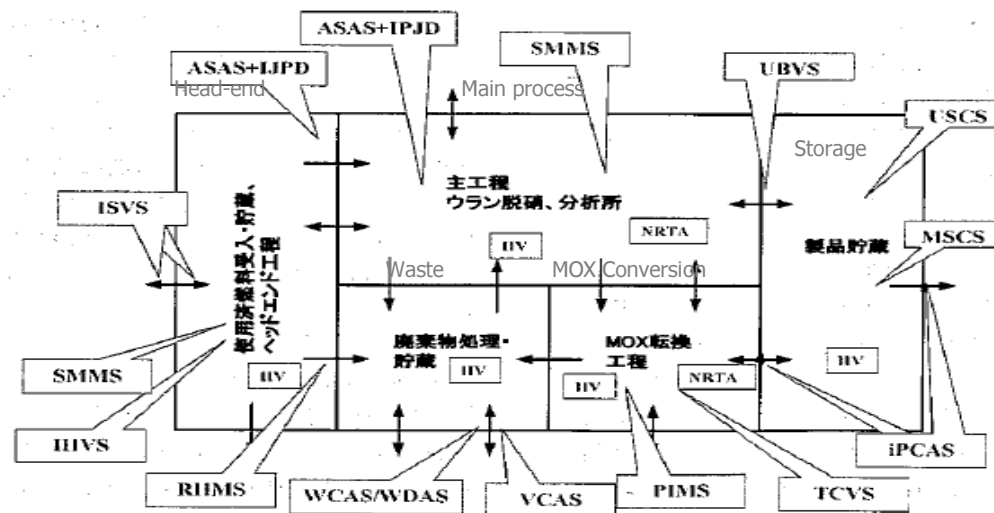 ASAS+IPJD
SMMS
ASAS+IJPD
UBVS
Head-end
Main process
USCS
Storage
主工程
ウラン脱硝、分析所
ISVS
使用済燃料受入・貯蔵、
ヘッドエンド工程
NRTA
HV
MSCS
製品貯蔵
Waste
MOX Conversion
廃棄物処理・
貯蔵
MOX転換
工程
SMMS
HV
HV
HV
NRTA
HV
IHVS
iPCAS
RHMS
WCAS/WDAS
VCAS
PIMS
TCVS